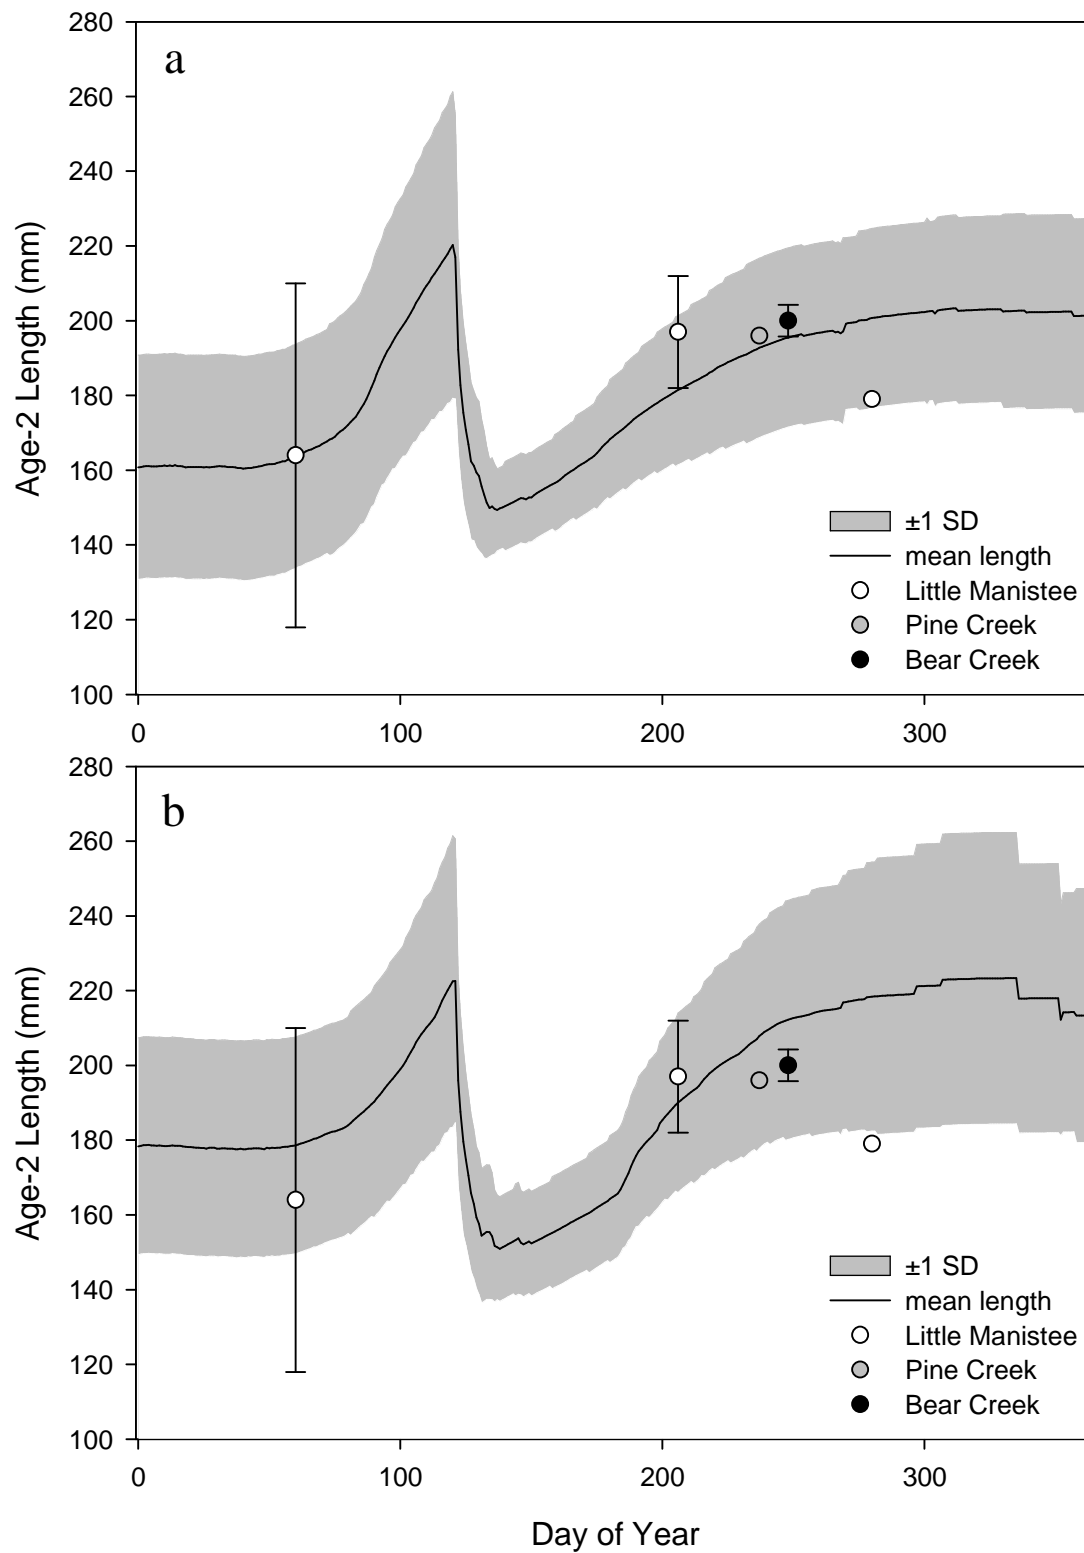 280
a
260
240
220
200
180
160
140
120
100
Age-2 Length (mm)
±1 SD
mean length
Little Manistee
Pine Creek
Bear Creek
0 100 200 300
280
b
260
240
220
200
180
160
140
120
100
Age-2 Length (mm)
±1 SD
mean length
Little Manistee
Pine Creek
Bear Creek
0 100 200 300
Day of Year